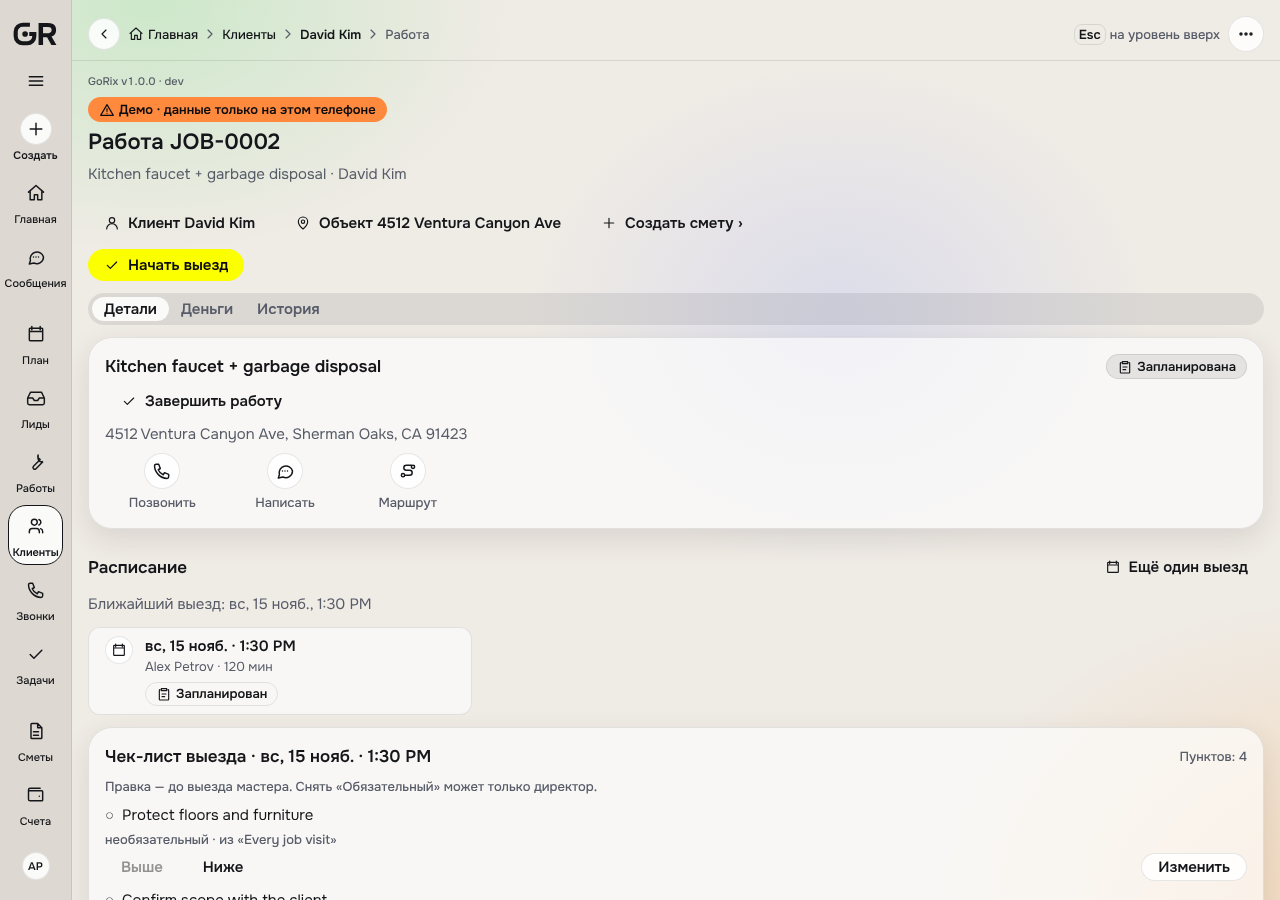 GR
Главная
Клиенты
David Kim
Работа
Esc на уровень вверх
GoRix v1.0.0 · dev
Демо · данные только на этом телефоне
Работа JOB-0002
Kitchen faucet + garbage disposal · David Kim
Клиент David Kim
Объект 4512 Ventura Canyon Ave
Создать смету ›
Начать выезд
Детали
Деньги
История
Kitchen faucet + garbage disposal
Запланирована
Завершить работу
4512 Ventura Canyon Ave, Sherman Oaks, CA 91423
Позвонить
Написать
Маршрут
Расписание
Ещё один выезд
Ближайший выезд: вс, 15 нояб., 1:30 PM
вс, 15 нояб. · 1:30 PM
Alex Petrov · 120 мин
Запланирован
Чек-лист выезда · вс, 15 нояб. · 1:30 PM
Пунктов: 4
Правка — до выезда мастера. Снять «Обязательный» может только директор.
Protect floors and furniture
необязательный · из «Every job visit»
Выше
Ниже
Изменить
Confirm scope with the client
Создать
Главная
Сообщения
План
Лиды
Работы
Клиенты
Звонки
Задачи
Сметы
Счета
AP